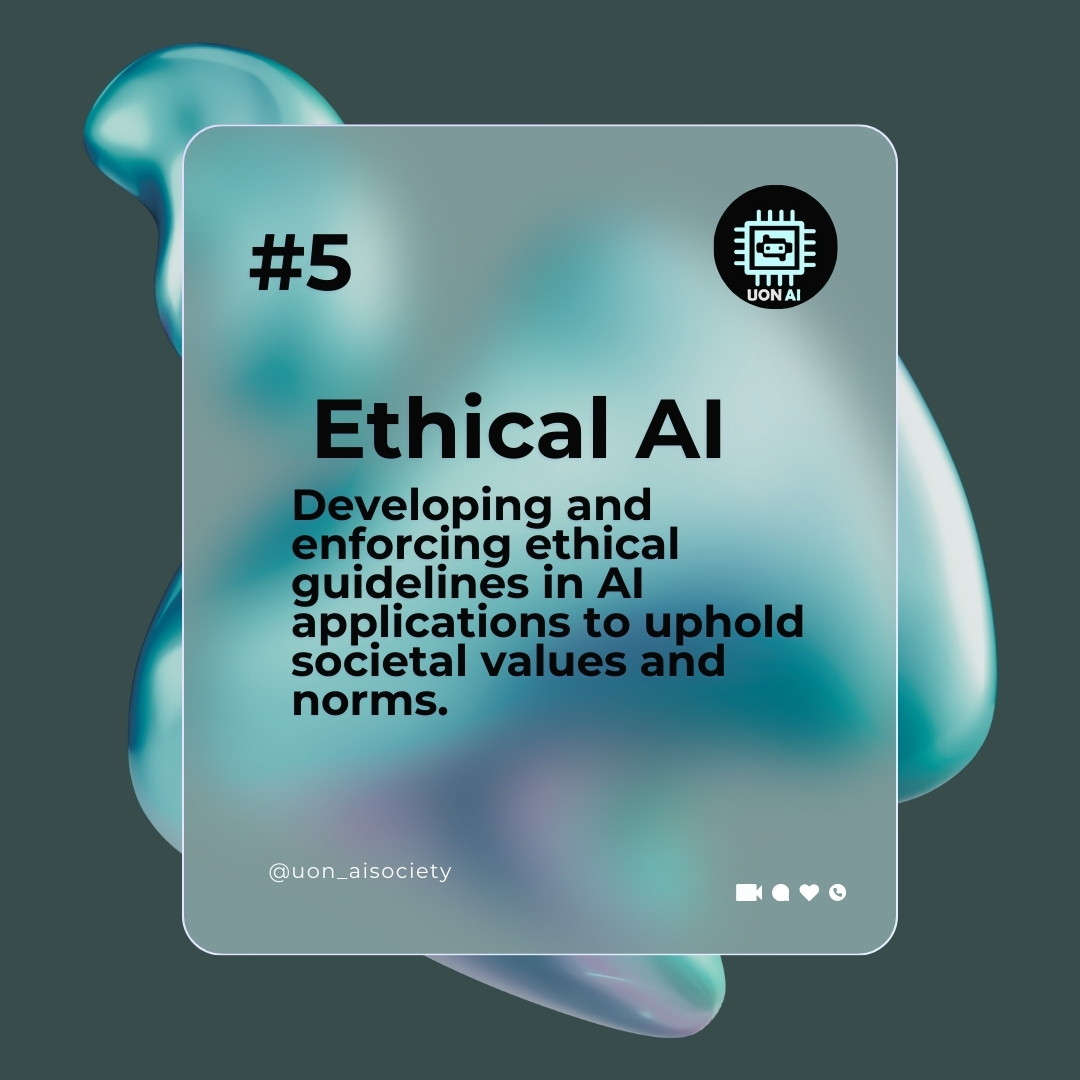 #5
UON AI
Ethical AI
Developing and
enforcing ethical
guidelines in AI
applications to uphold
societal values and
norms.
@uon_aisociety